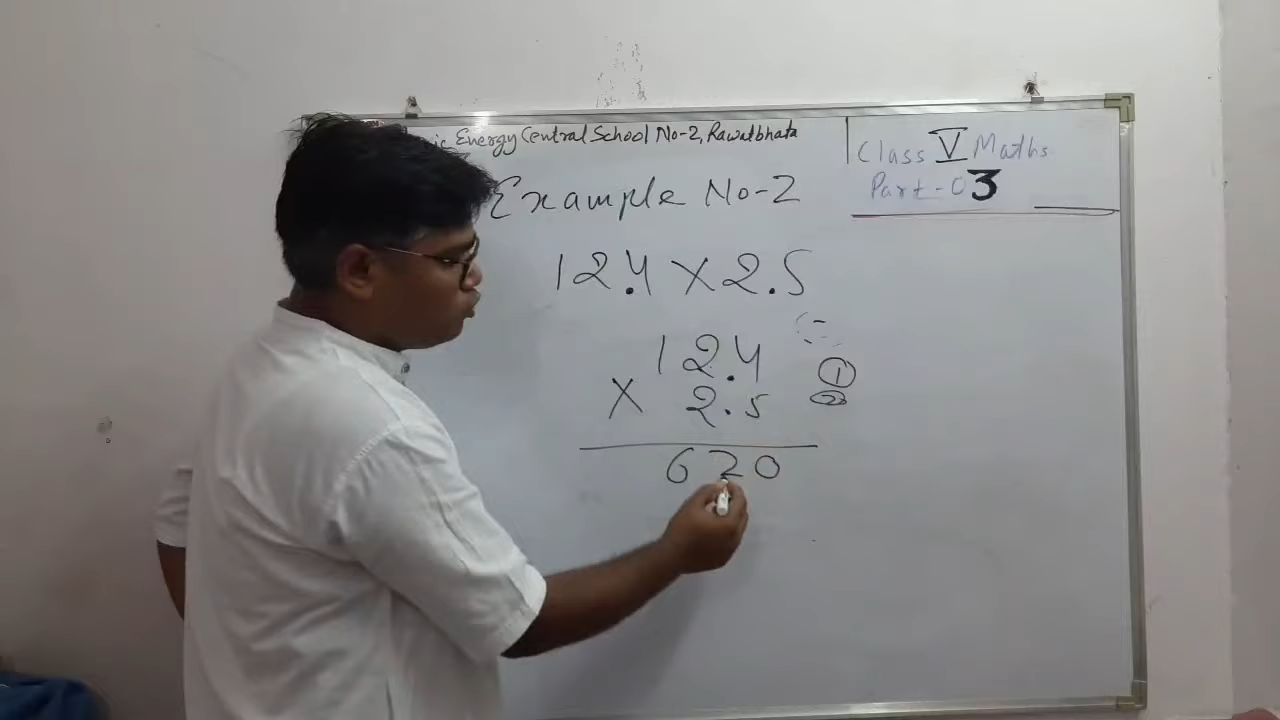 Energy Central School No-2, Rawatbhata
Class V Maths
Part-03
Example No-2
12.4 X 2.5
12.4
X 2.5
620
1
2